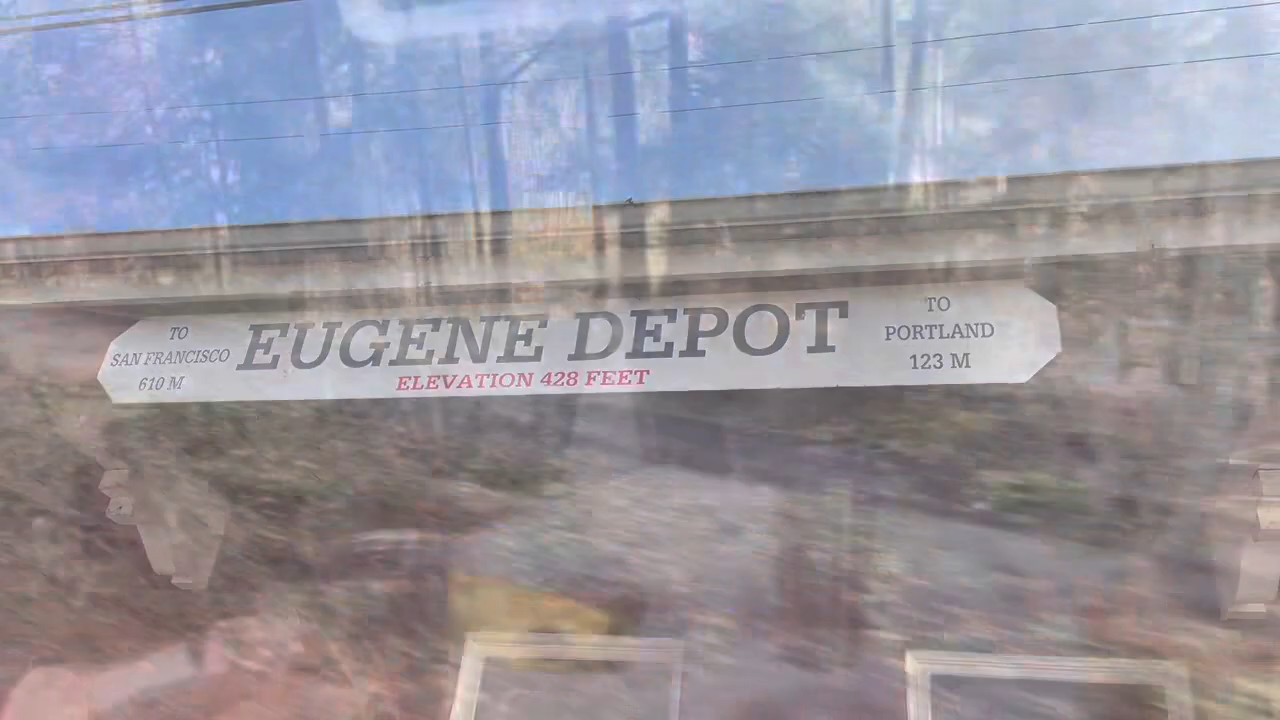 TO
SAN FRANCISCO
610 M
EUGENE DEPOT
ELEVATION 428 FEET
TO
PORTLAND
123 M